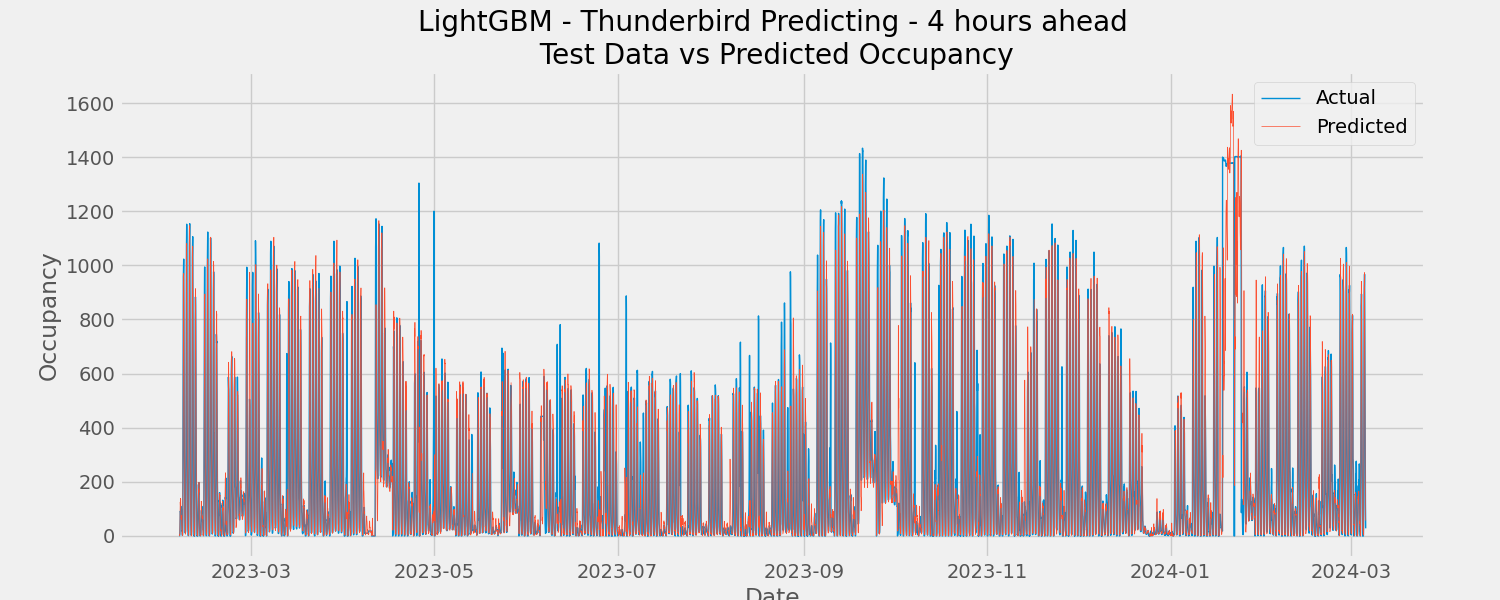 LightGBM - Thunderbird Predicting - 4 hours ahead
Test Data vs Predicted Occupancy
Actual
Predicted
Occupancy
1600
1400
1200
1000
800
600
400
200
0
2023-03
2023-05
2023-07
2023-09
2023-11
2024-01
2024-03
Date